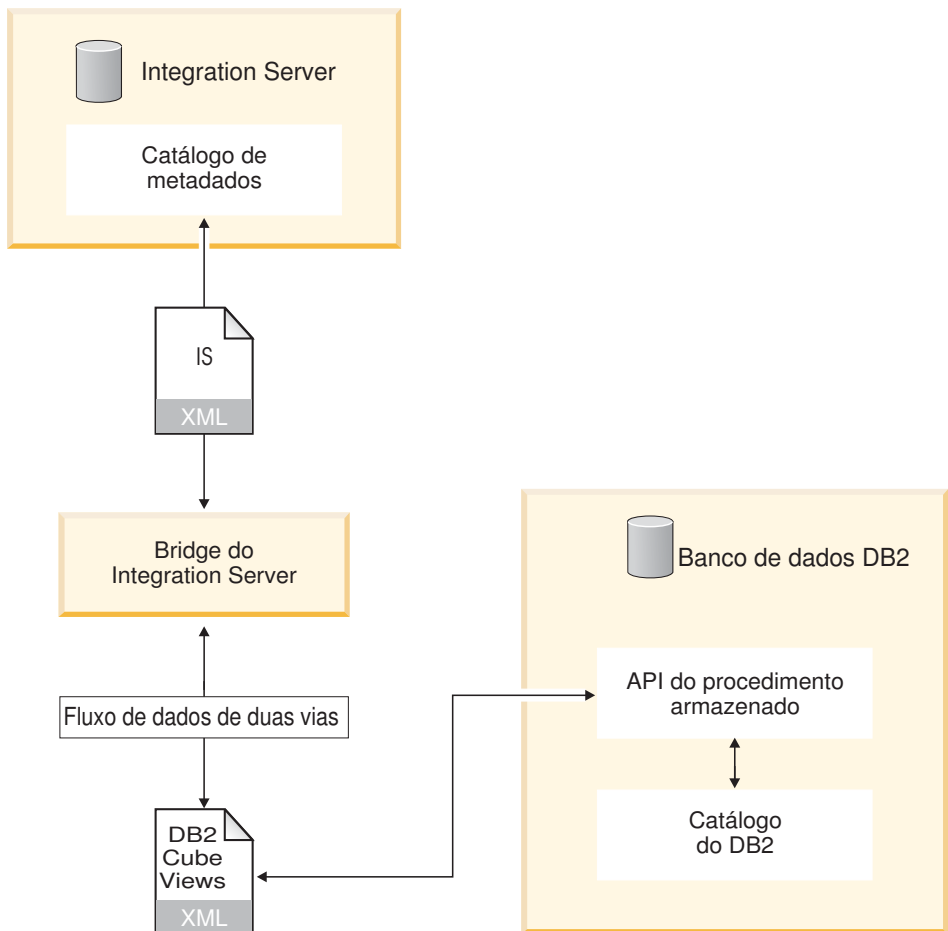 Integration Server
Catálogo de
metadados
IS
XML
Bridge do
Integration Server
Fluxo de dados de duas vias
DB2
Cube
Views
XML
Banco de dados DB2
API do procedimento
armazenado
Catálogo
do DB2